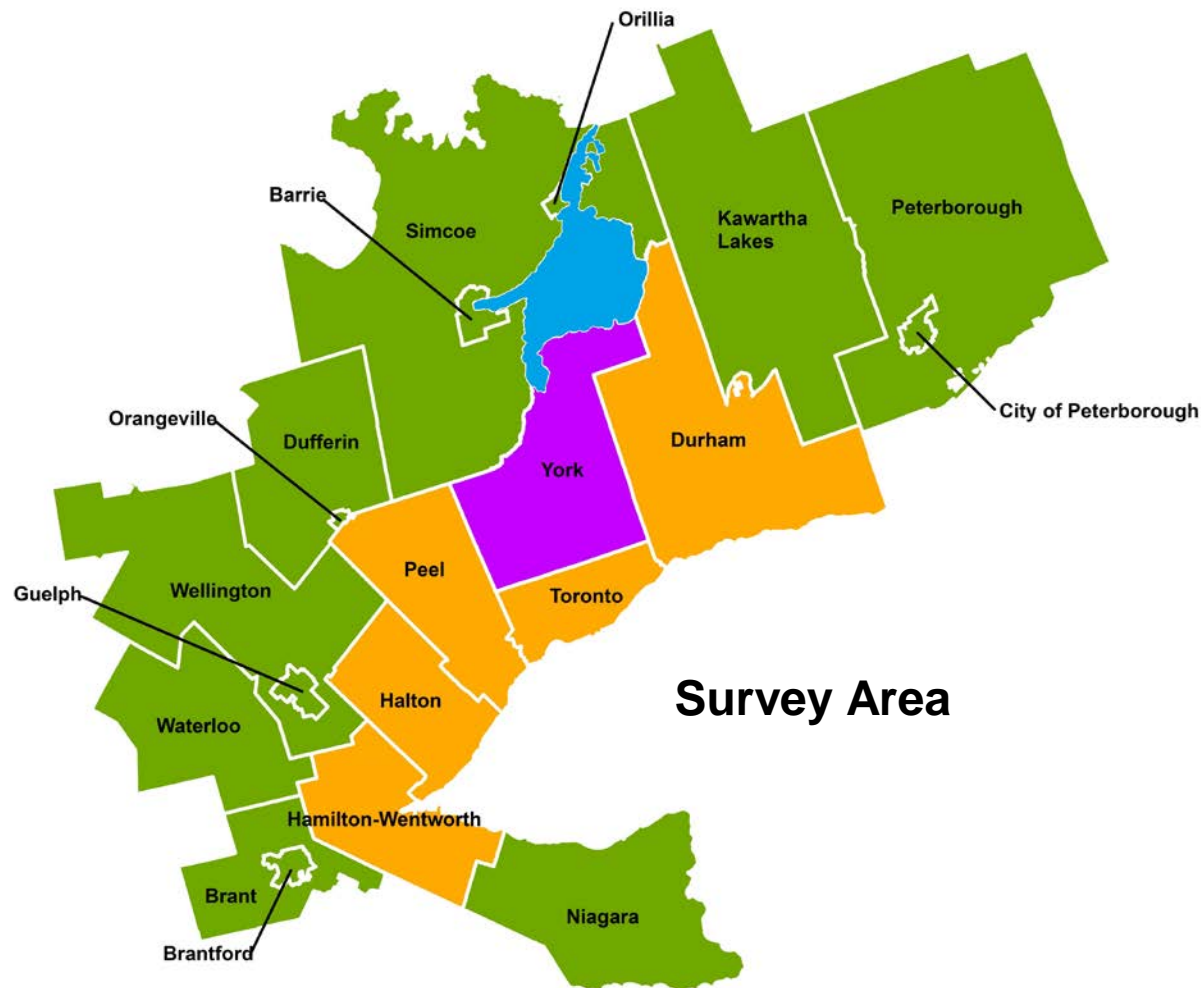 Orillia
Barrie
Simcoe
Kawartha
Lakes
Peterborough
Orangeville
Dufferin
City of Peterborough
Durham
York
Peel
Guelph
Wellington
Toronto
Halton
Survey Area
Waterloo
Hamilton-Wentworth
Brant
Niagara
Brantford